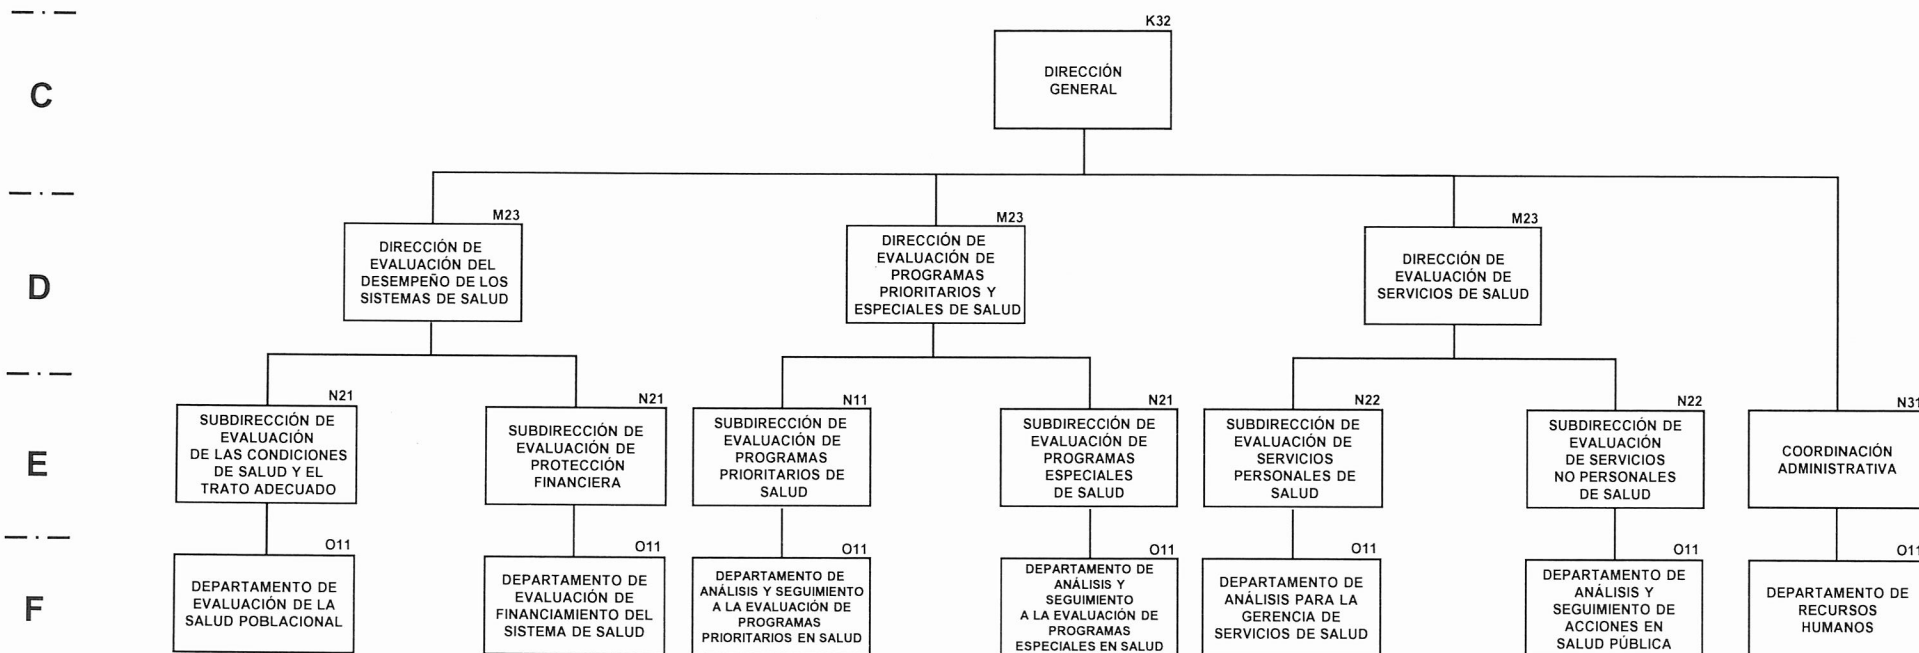 K32
C
DIRECCIÓN
GENERAL
M23
M23
M23
D
DIRECCIÓN DE
EVALUACIÓN DEL
DESEMPEÑO DE LOS
SISTEMAS DE SALUD
DIRECCIÓN DE
EVALUACIÓN DE
PROGRAMAS
PRIORITARIOS Y
ESPECIALES DE SALUD
DIRECCIÓN DE
EVALUACIÓN DE
SERVICIOS DE SALUD
E
N21
SUBDIRECCIÓN DE
EVALUACIÓN
DE LAS CONDICIONES
DE SALUD Y EL
TRATO ADECUADO
N21
SUBDIRECCIÓN DE
EVALUACIÓN DE
PROTECCIÓN
FINANCIERA
N11
SUBDIRECCIÓN DE
EVALUACIÓN DE
PROGRAMAS
PRIORITARIOS DE
SALUD
N21
SUBDIRECCIÓN DE
EVALUACIÓN DE
PROGRAMAS
ESPECIALES
DE SALUD
N22
SUBDIRECCIÓN DE
EVALUACIÓN DE
SERVICIOS
PERSONALES DE
SALUD
N22
SUBDIRECCIÓN DE
EVALUACIÓN
DE SERVICIOS
NO PERSONALES
DE SALUD
N31
COORDINACIÓN
ADMINISTRATIVA
F
O11
DEPARTAMENTO DE
EVALUACIÓN DE LA
SALUD POBLACIONAL
O11
DEPARTAMENTO DE
EVALUACIÓN DE
FINANCIAMIENTO DEL
SISTEMA DE SALUD
O11
DEPARTAMENTO DE
ANÁLISIS Y SEGUIMIENTO
A LA EVALUACIÓN DE
PROGRAMAS
PRIORITARIOS EN SALUD
O11
DEPARTAMENTO DE
ANÁLISIS Y
SEGUIMIENTO
A LA EVALUACIÓN DE
PROGRAMAS
ESPECIALES EN SALUD
O11
DEPARTAMENTO DE
ANÁLISIS PARA LA
GERENCIA DE
SERVICIOS DE SALUD
O11
DEPARTAMENTO DE
ANÁLISIS Y
SEGUIMIENTO DE
ACCIONES EN
SALUD PÚBLICA
O11
DEPARTAMENTO DE
RECURSOS
HUMANOS